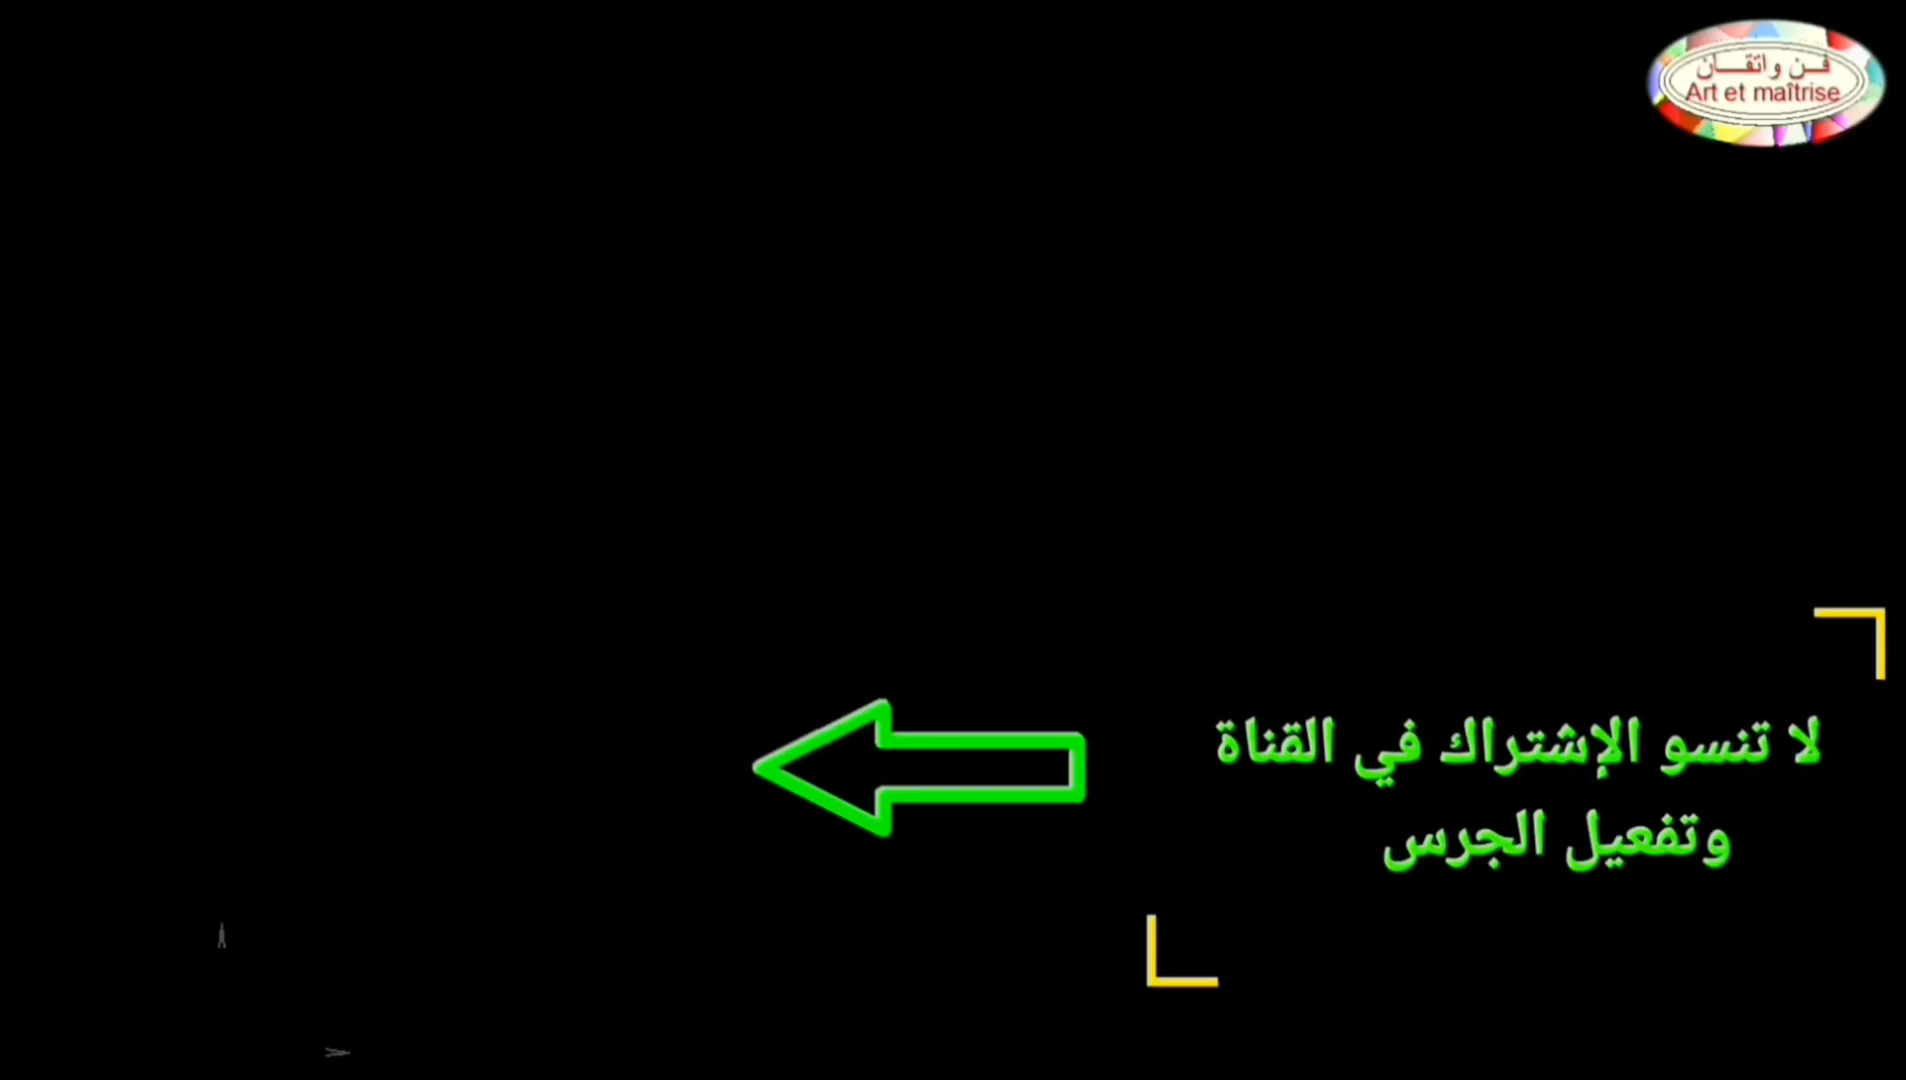 فـن واتقـان
Art et maîtrise
لا تنسو الإشتراك في القناة
وتفعيل الجرس